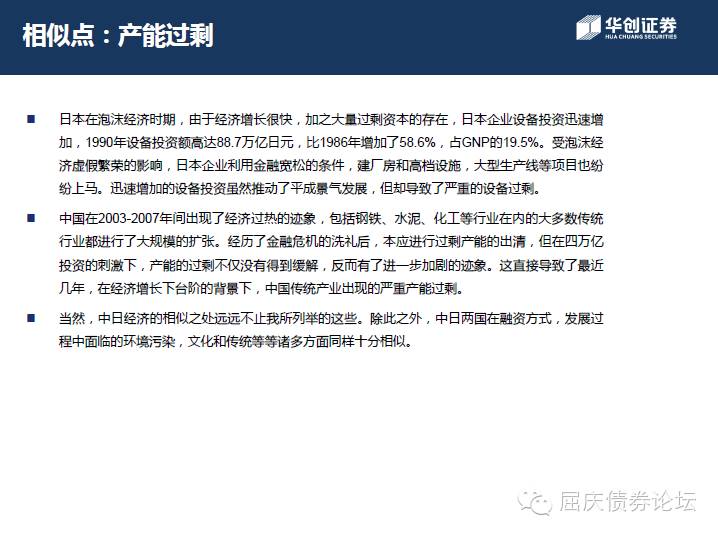 相似点：产能过剩
华创证券
HUA CHUANG SECURITIES
日本在泡沫经济时期，由于经济增长很快，加之大量过剩资本的存在，日本企业设备投资迅速增
加，1990年设备投资额高达88.7万亿日元，比1986年增加了58.6%，占GNP的19.5%。受泡沫经
济虚假繁荣的影响，日本企业利用金融宽松的条件，建厂房和高档设施，大型生产线等项目也纷
纷上马。迅速增加的设备投资虽然推动了平成景气发展，但却导致了严重的设备过剩。
中国在2003-2007年间出现了经济过热的迹象，包括钢铁、水泥、化工等行业在内的大多数传统
行业都进行了大规模的扩张。经历了金融危机的洗礼后，本应进行过剩产能的出清，但在四万亿
投资的刺激下，产能的过剩不仅没有得到缓解，反而有了进一步加剧的迹象。这直接导致了最近
几年，在经济增长下台阶的背景下，中国传统产业出现的严重产能过剩。
当然，中日经济的相似之处远远不止我所列举的这些。除此之外，中日两国在融资方式，发展过
程中面临的环境污染，文化和传统等等诸多方面同样十分相似。
屈庆债券论坛